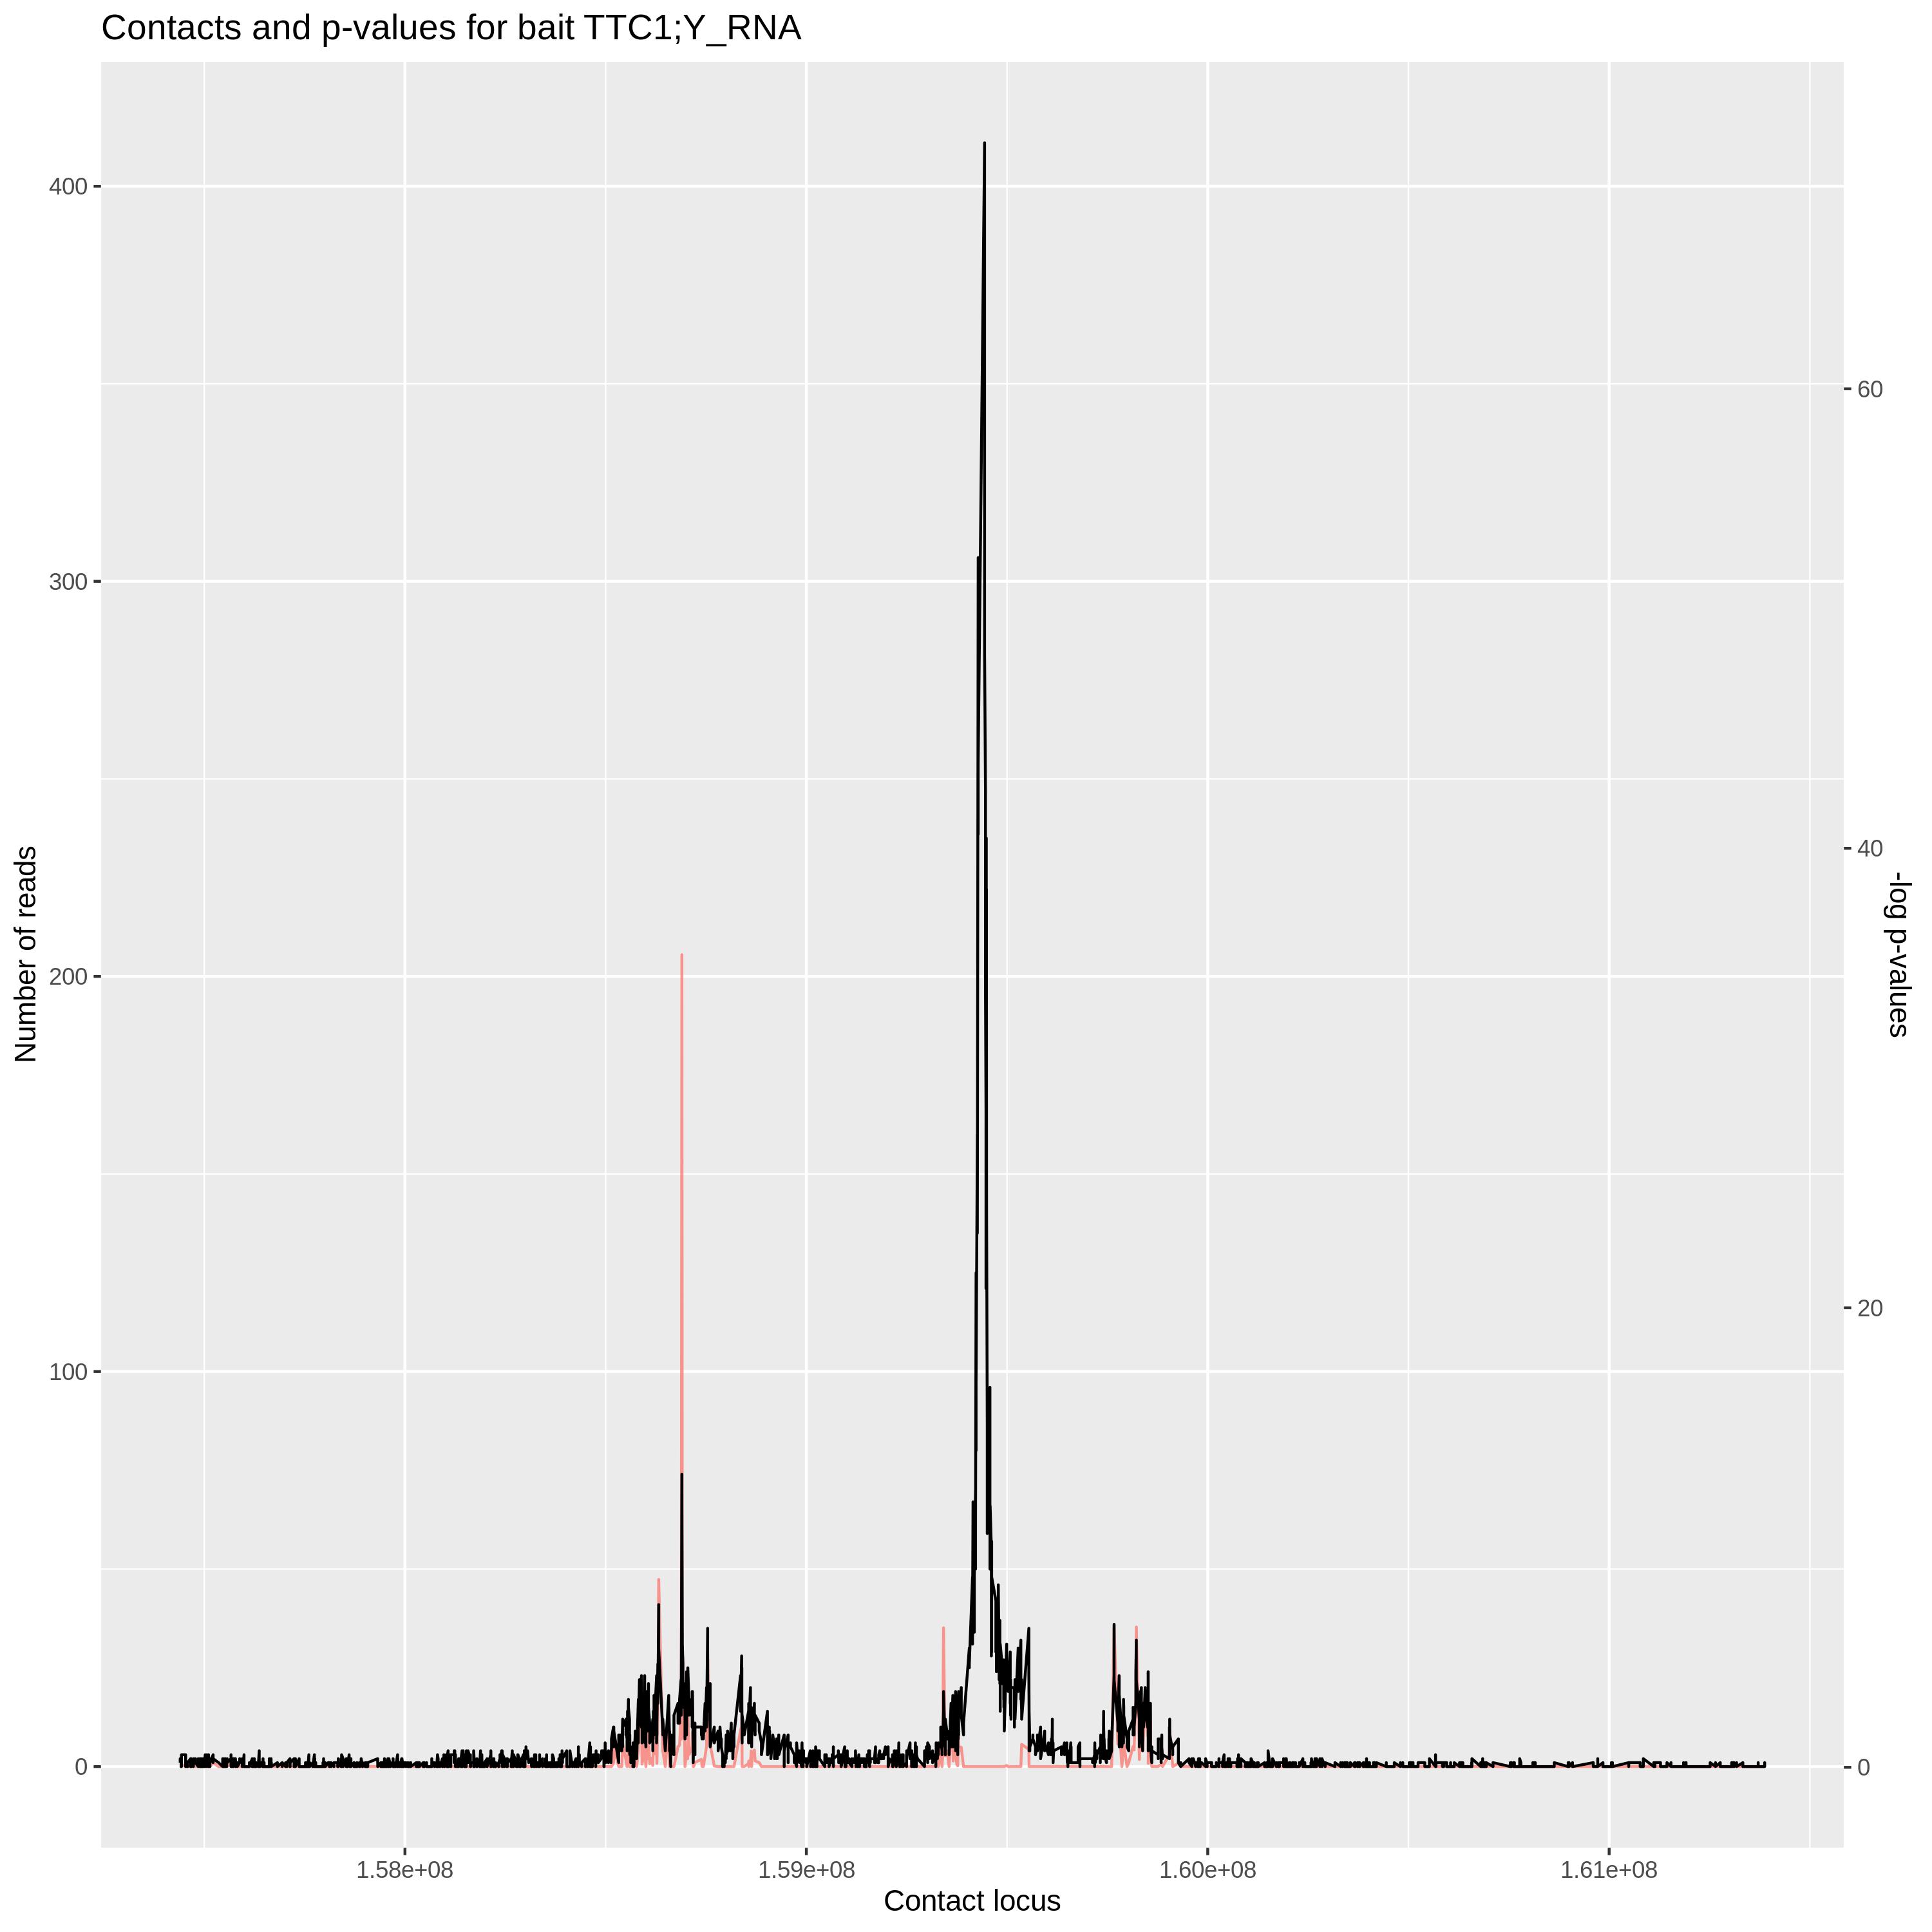 Contacts and p-values for bait TTC1;Y_RNA
400
300
200
100
0
Number of reads
60
40
20
0
-log p-values
1.58e+08
1.59e+08
1.60e+08
1.61e+08
Contact locus